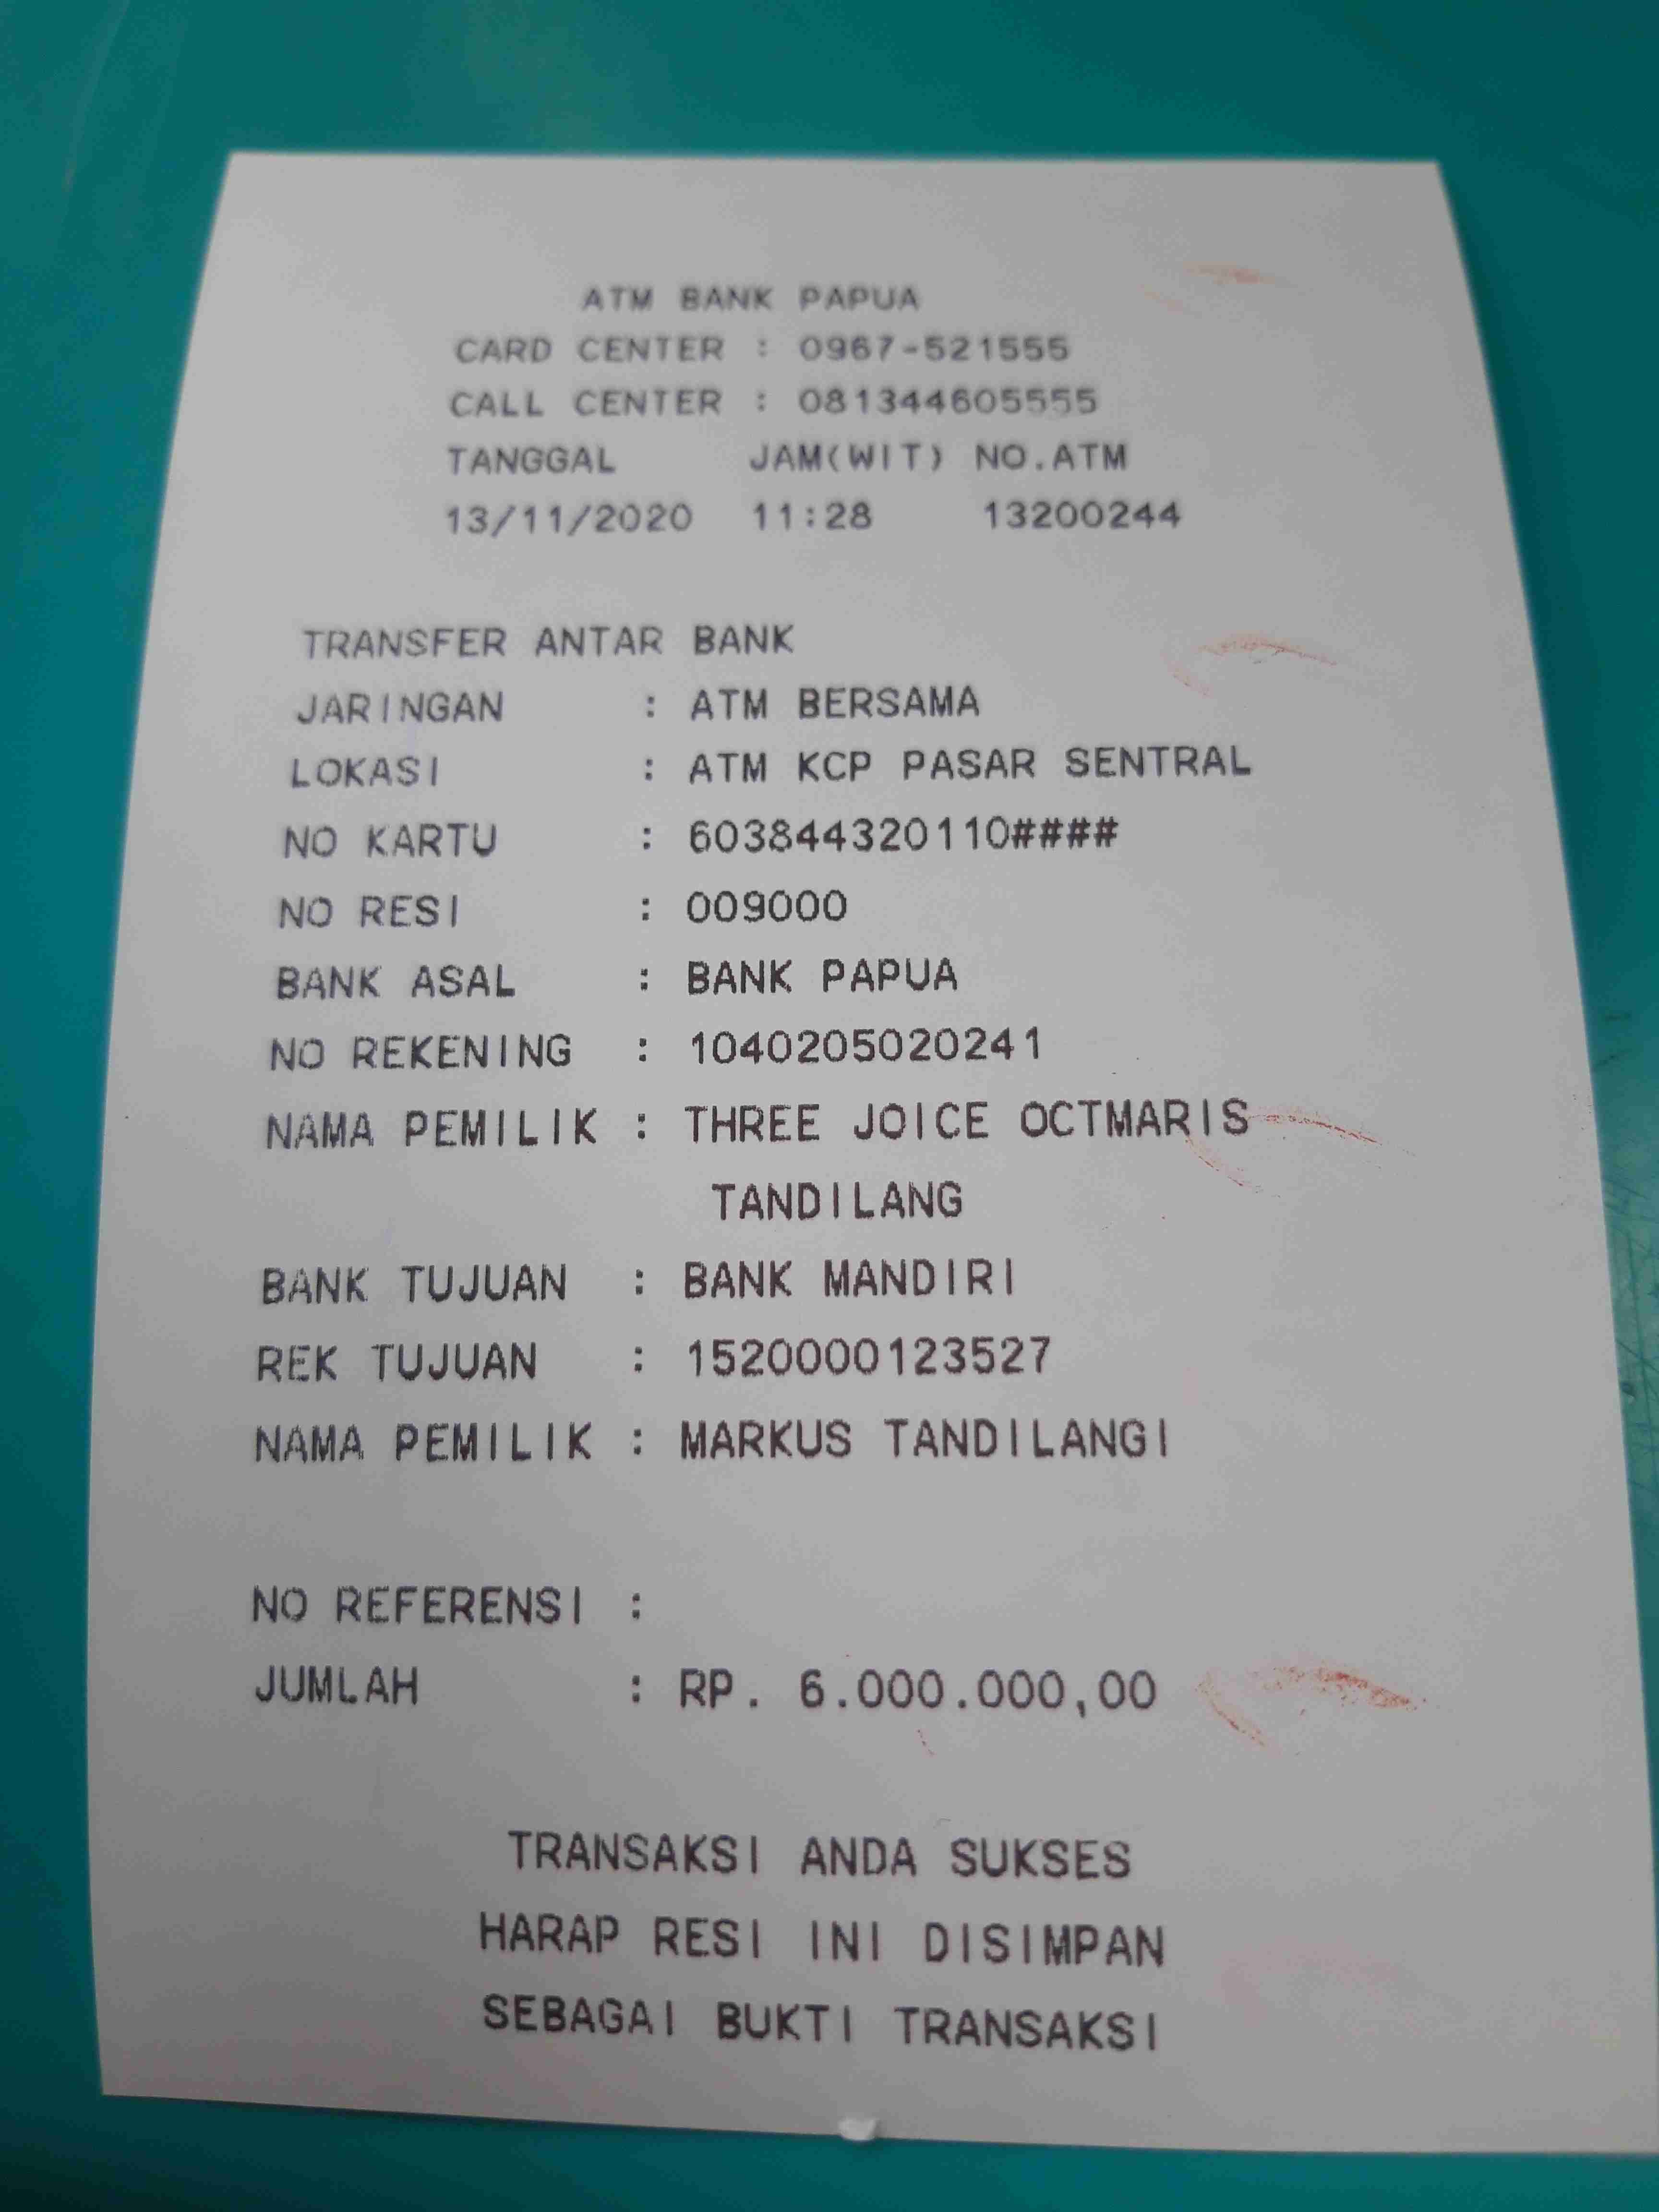 ATM BANK PAPUA
CARD CENTER : 0967-521555
CALL CENTER : 081344605555
TANGGAL JAM(WIT) NO.ATM
13/11/2020 11:28 13200244
TRANSFER ANTAR BANK
JARINGAN : ATM BERSAMA
LOKASI : ATM KCP PASAR SENTRAL
NO KARTU : 603844320110####
NO RESI : 009000
BANK ASAL : BANK PAPUA
NO REKENING : 1040205020241
NAMA PEMILIK : THREE JOICE OCTMARIS
TANDILANG
BANK TUJUAN : BANK MANDIRI
REK TUJUAN : 1520000123527
NAMA PEMILIK : MARKUS TANDILANGI
NO REFERENSI :
JUMLAH : RP. 6.000.000,00
TRANSAKSI ANDA SUKSES
HARAP RESI INI DISIMPAN
SEBAGAI BUKTI TRANSAKSI